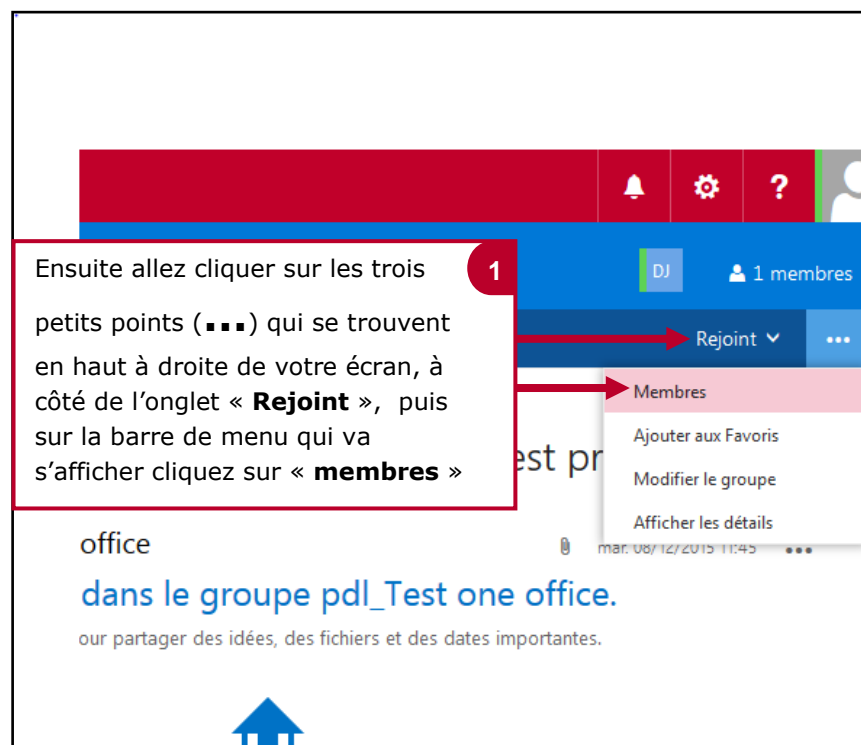 ?
DJ
1 membres
Rejoint
...
Ensuite allez cliquer sur les trois
1
petits points (...) qui se trouvent
en haut à droite de votre écran, à
côté de l’onglet « Rejoint », puis
sur la barre de menu qui va
s’afficher cliquez sur « membres »
Membres
Ajouter aux Favoris
Modifier le groupe
Afficher les détails
est pr
office
mar. 08/12/2015 11:45 ...
dans le groupe pdl_Test one office.
our partager des idées, des fichiers et des dates importantes.